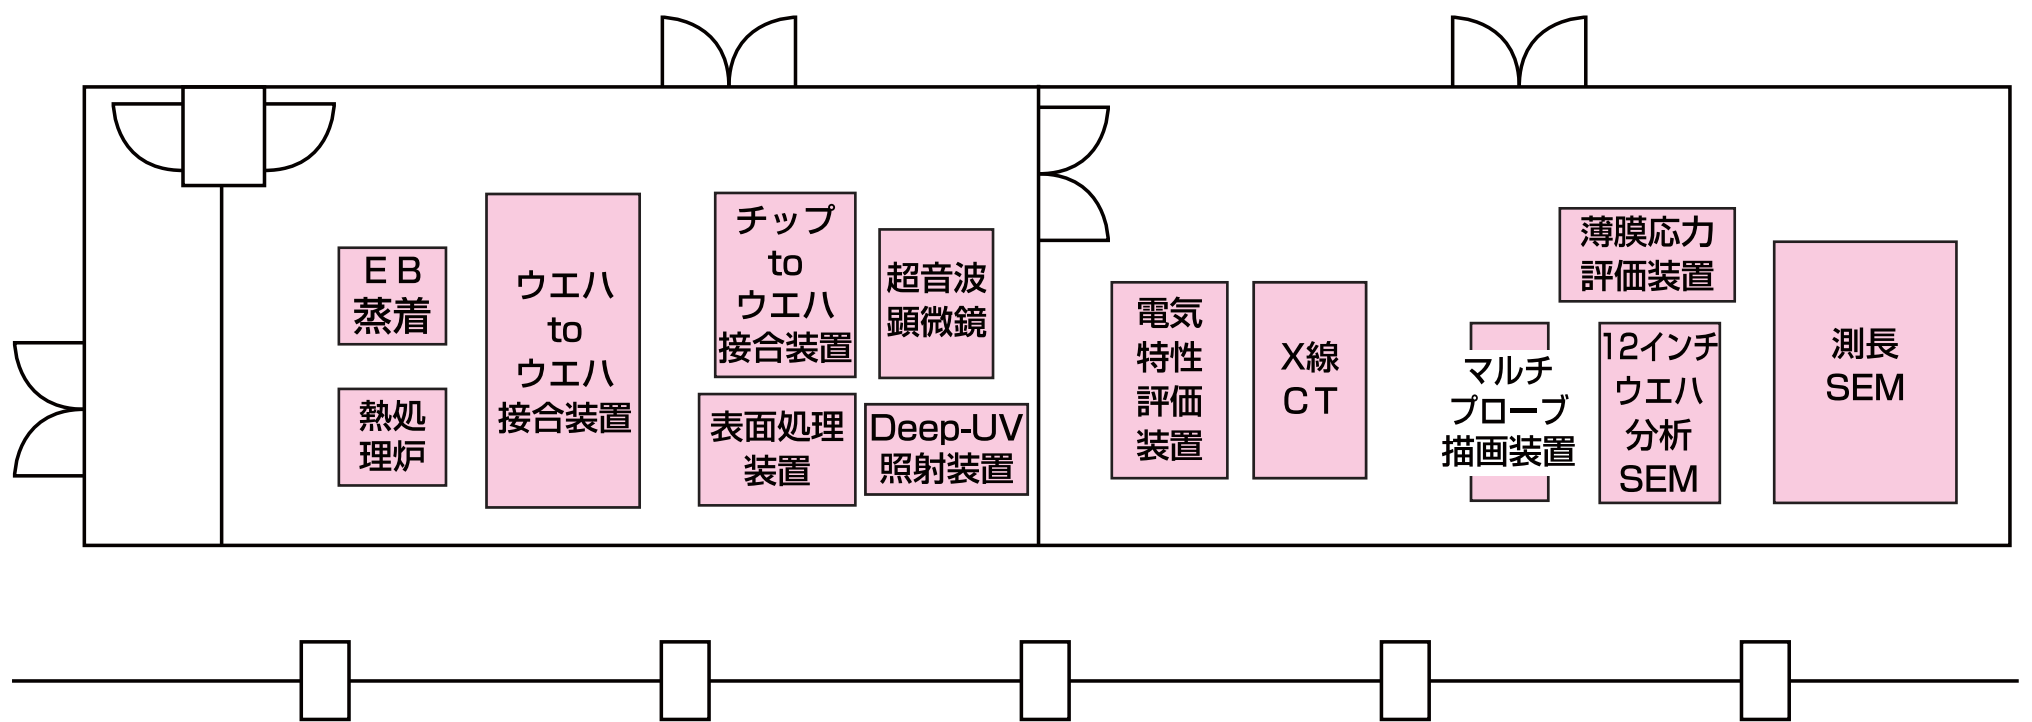 ＥＢ
蒸着
熱処
理炉
ウエハ
to
ウエハ
接合装置
チップ
to
ウエハ
接合装置
超音波
顕微鏡
表面処理
装置
Deep-UV
照射装置
電気
特性
評価
装置
X線
ＣＴ
マルチ
プローブ
描画装置
薄膜応力
評価装置
12インチ
ウエハ
分析
SEM
測長
SEM